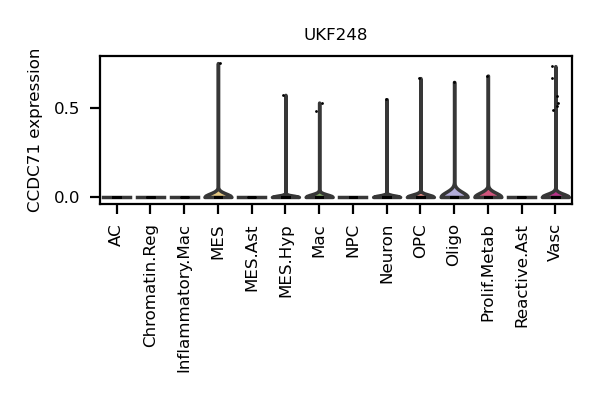 UKF248
CCDC71 expression
0.5
0.0
AC
Chromatin.Reg
Inflammatory.Mac
MES
MES.Ast
MES.Hyp
Mac
NPC
Neuron
OPC
Oligo
Prolif.Metab
Reactive.Ast
Vasc